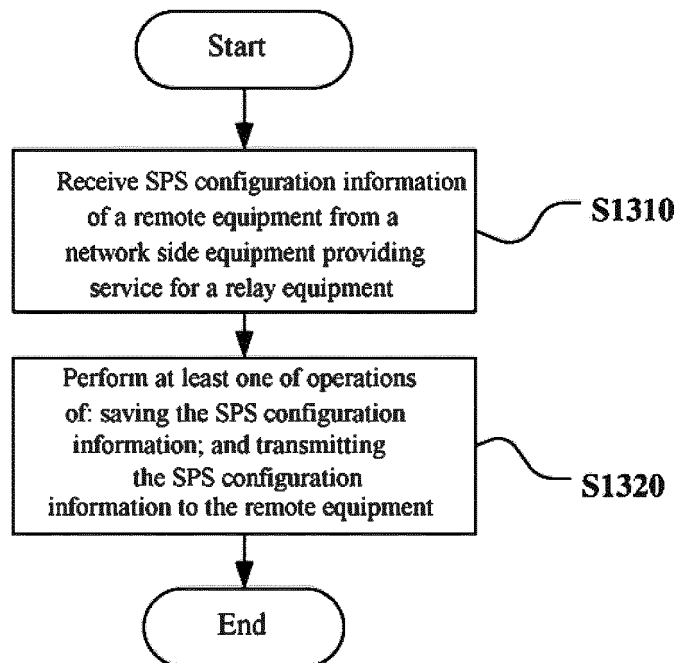 Start
Receive SPS configuration information
of a remote equipment from a
network side equipment providing
service for a relay equipment
S1310
Perform at least one of operations
of: saving the SPS configuration
information; and transmitting
the SPS configuration
information to the remote equipment
S1320
End